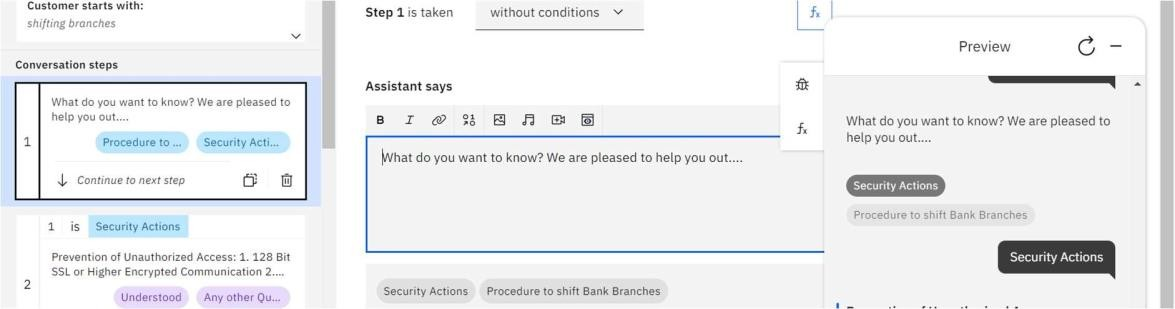 Customer starts with:
shifting branches
Conversation steps
1
What do you want to know? We are pleased to
help you out....
Procedure to ...
Security Acti...
Continue to next step
1 is Security Actions
2
Prevention of Unauthorized Access: 1. 128 Bit
SSL or Higher Encrypted Communication 2....
Understood
Any other Qu...
Step 1 is taken
without conditions
fx
Assistant says
B I
What do you want to know? We are pleased to help you out....
Security Actions
Procedure to shift Bank Branches
fx
Preview
What do you want to know? We are pleased to
help you out....
Security Actions
Procedure to shift Bank Branches
Security Actions